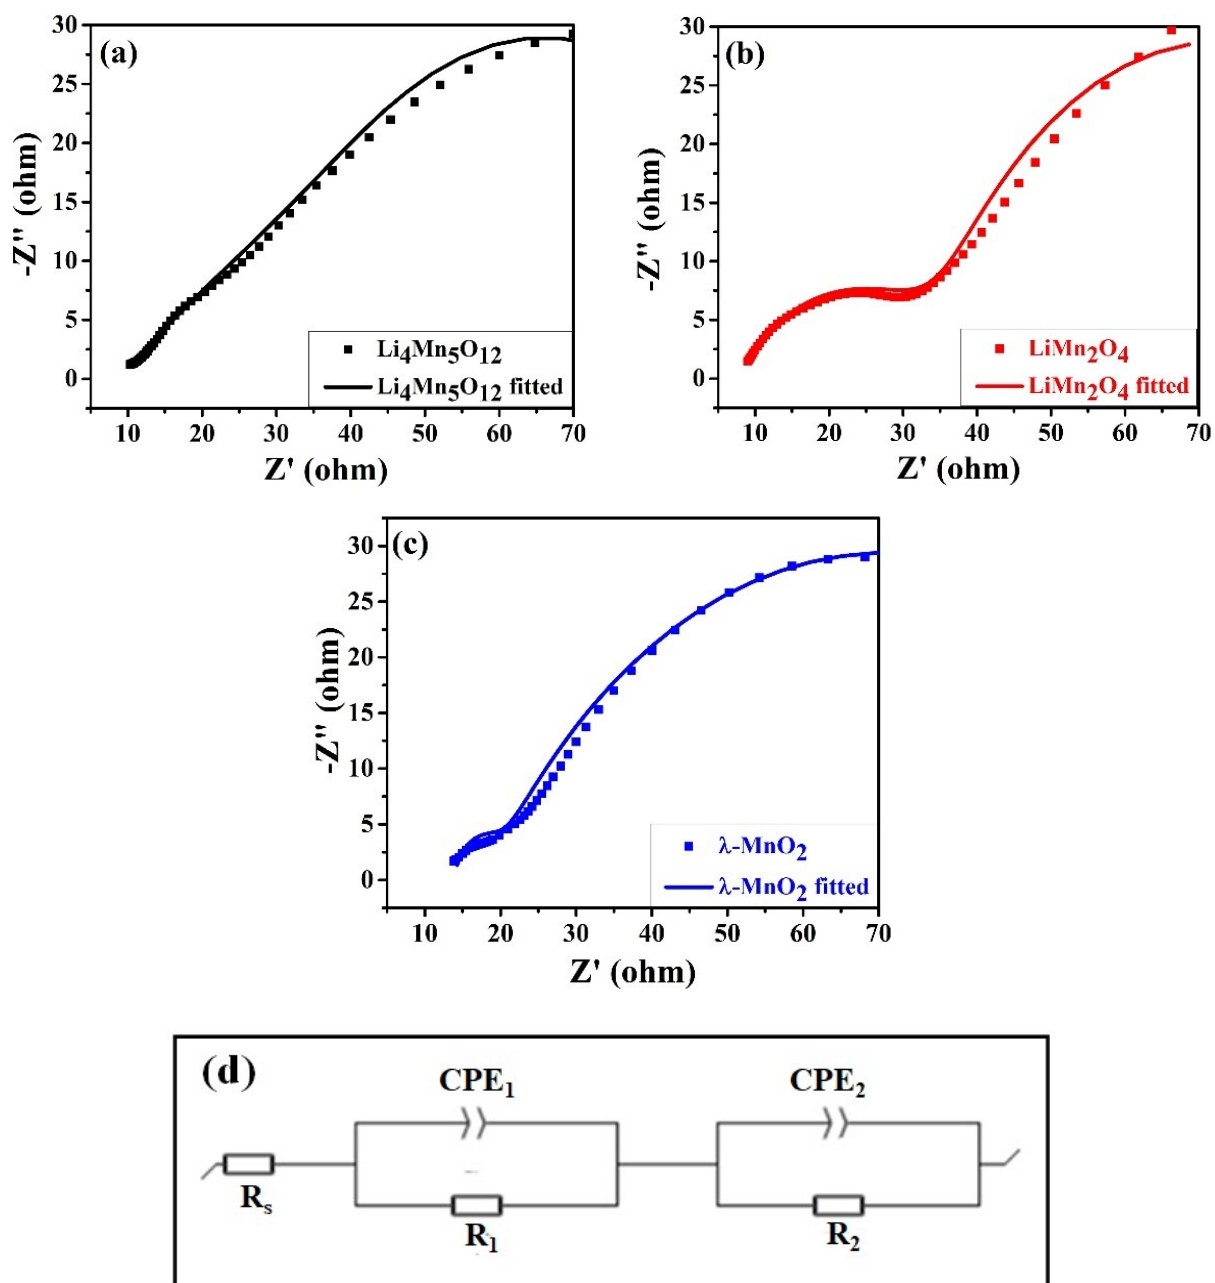 (a)
30
25
20
15
10
5
0
-Z" (ohm)
Li4Mn5O12
Li4Mn5O12 fitted
10 20 30 40 50 60 70
Z' (ohm)
(b)
30
25
20
15
10
5
0
-Z" (ohm)
LiMn2O4
LiMn2O4 fitted
10 20 30 40 50 60 70
Z' (ohm)
(c)
30
25
20
15
10
5
0
-Z" (ohm)
λ-MnO2
λ-MnO2 fitted
10 20 30 40 50 60 70
Z' (ohm)
(d)
CPE1 CPE2
Rs
R1 R2